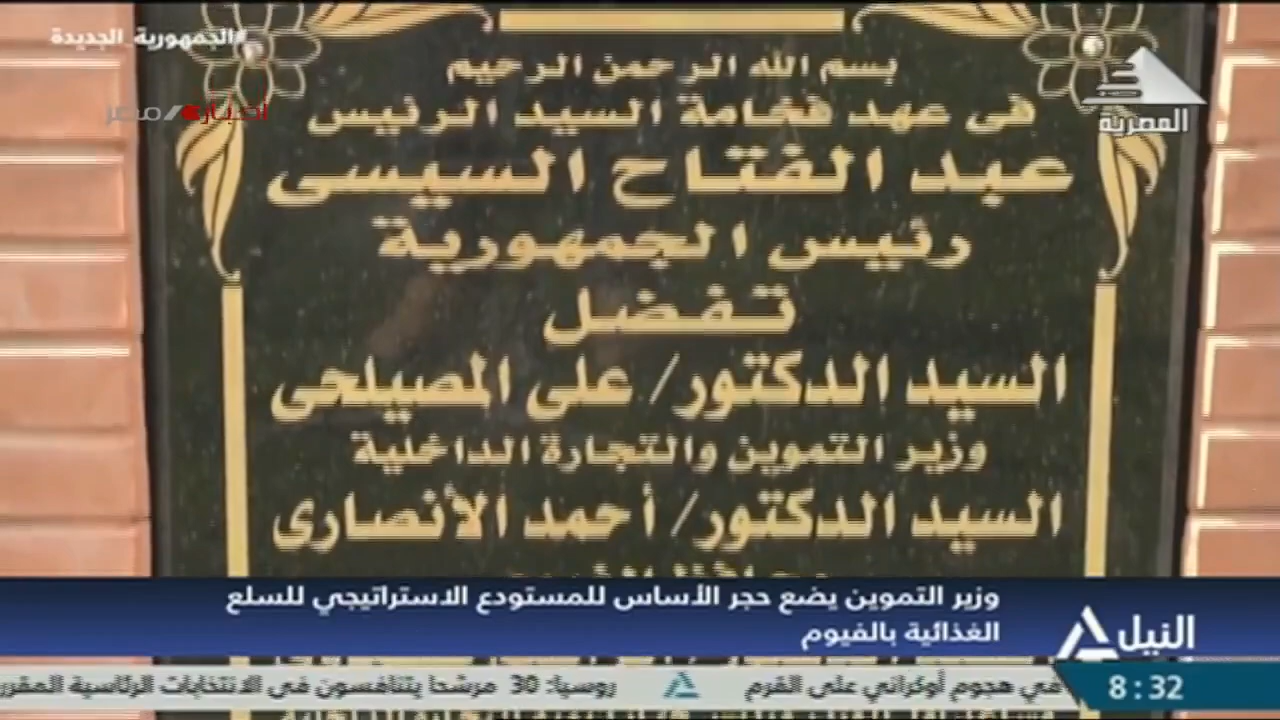 #الجمهورية_الجديدة
المصرية
اخبار/مصر
بسم الله الرحمن الرحيم
فى عهد فخامة السيد الرئيس
عبد الفتاح السيسى
رئيس الجمهورية
تفضل
السيد الدكتور/ على المصيلحى
وزير التموين والتجارة الداخلية
السيد الدكتور/ أحمد الأنصارى
وزير التموين يضع حجر الأساس للمستودع الاستراتيجي للسلع
الغذائية بالفيوم
النيل
في هجوم أوكراني على القرم
روسيا: 30 مرشحا يتنافسون في الانتخابات الرئاسية
8:32